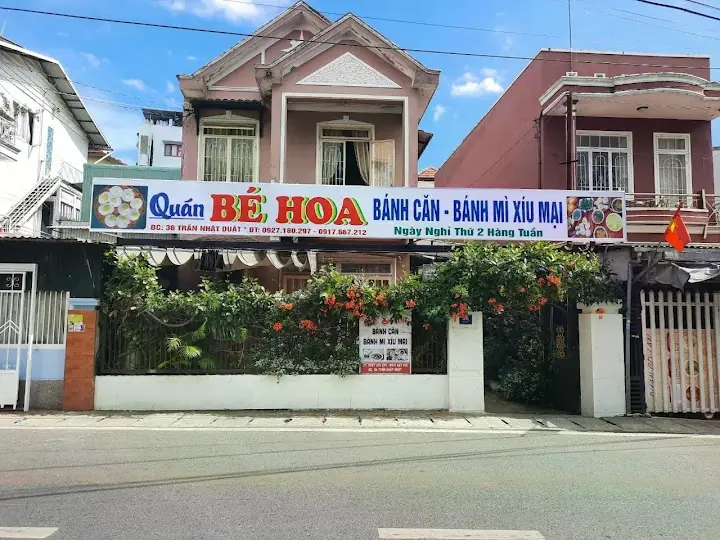 Quán BÉ HOA BÁNH CĂN - BÁNH MÌ XÍU MẠI
ĐC: 36 TRẦN NHẬT DUẬT * ĐT: 0927.180.297 - 0917.667.212
Ngày Nghỉ Thứ 2 Hàng Tuần
BÁNH CĂN
BÁNH MÌ XÍU MẠI